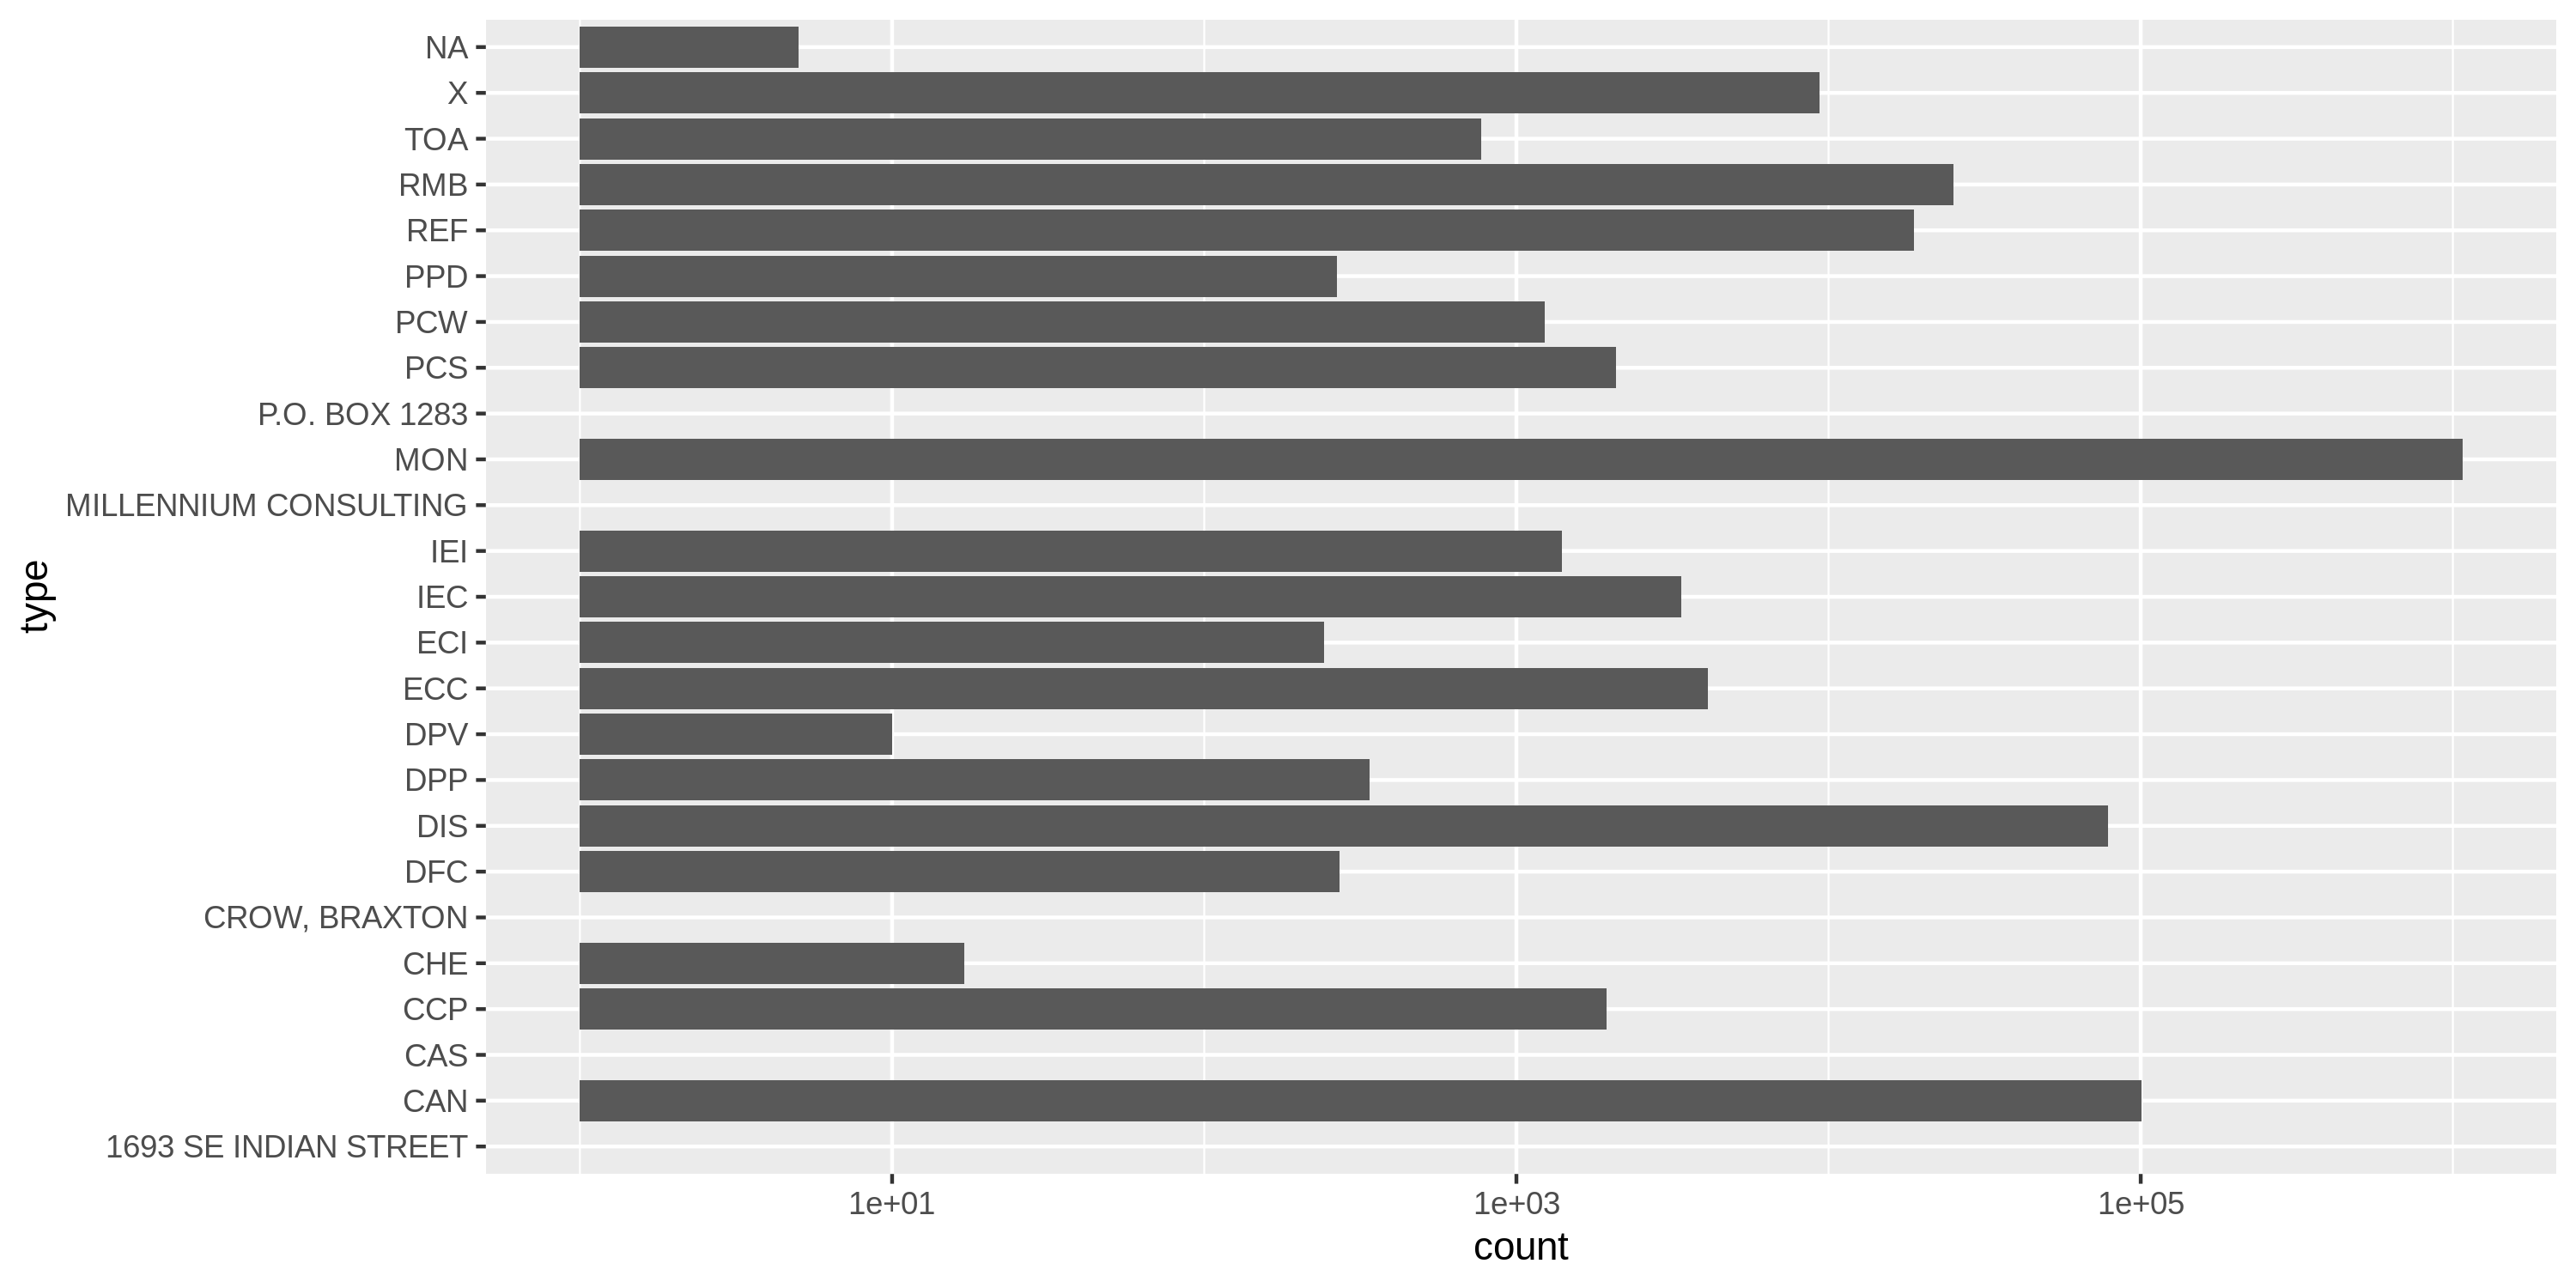 NA
X
TOA
RMB
REF
PPD
PCW
PCS
P.O. BOX 1283
MON
MILLENNIUM CONSULTING
IEI
IEC
ECI
ECC
DPV
DPP
DIS
DFC
CROW, BRAXTON
CHE
CCP
CAS
CAN
1693 SE INDIAN STREET
type
1e+01 1e+03 1e+05
count